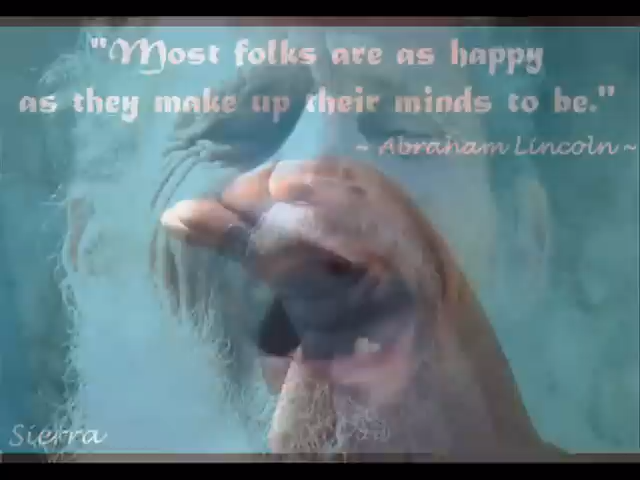 "Most folks are as happy
as they make up their minds to be."
~ Abraham Lincoln ~
Sierra